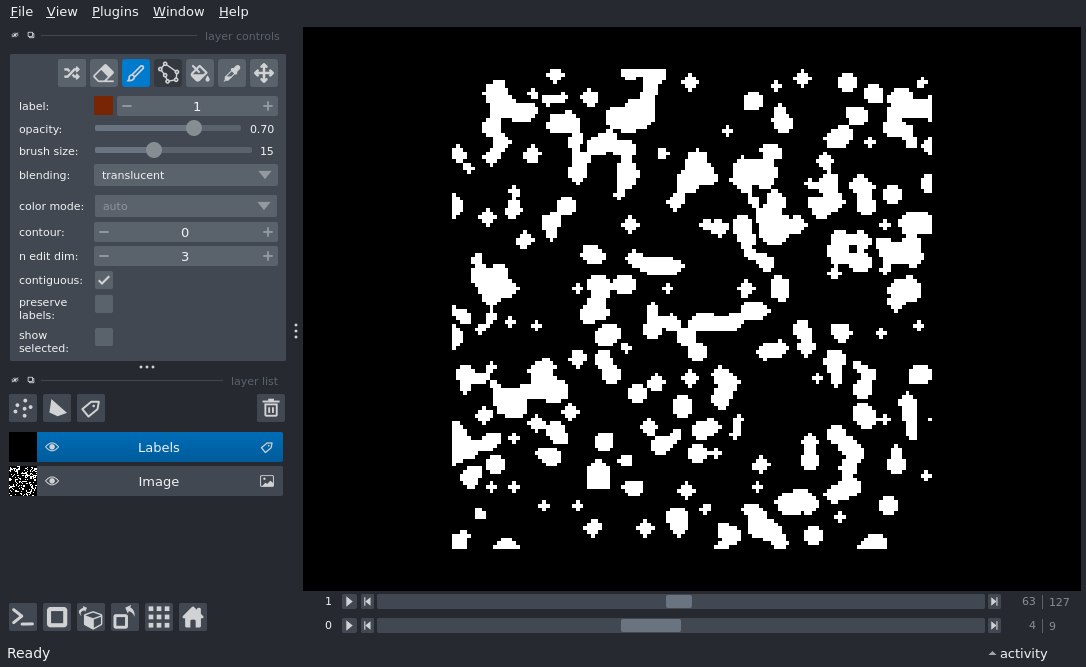 File View Plugins Window Help
layer controls
label: 1
opacity: 0.70
brush size: 15
blending: translucent
color mode: auto
contour: 0
n edit dim: 3
contiguous:
preserve
labels:
show
selected:
layer list
Labels
Image
1 63 127
0 4 9
Ready activity